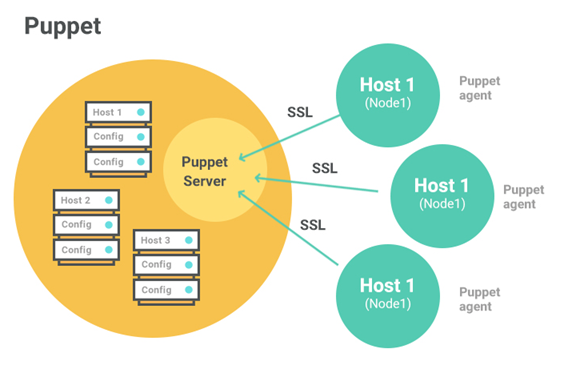 Puppet
Host 1
Config
Config
Host 2
Config
Config
Host 3
Config
Config
Puppet
Server
SSL
SSL
SSL
Host 1
(Node1)
Puppet
agent
Host 1
(Node1)
Puppet
agent
Host 1
(Node1)
Puppet
agent